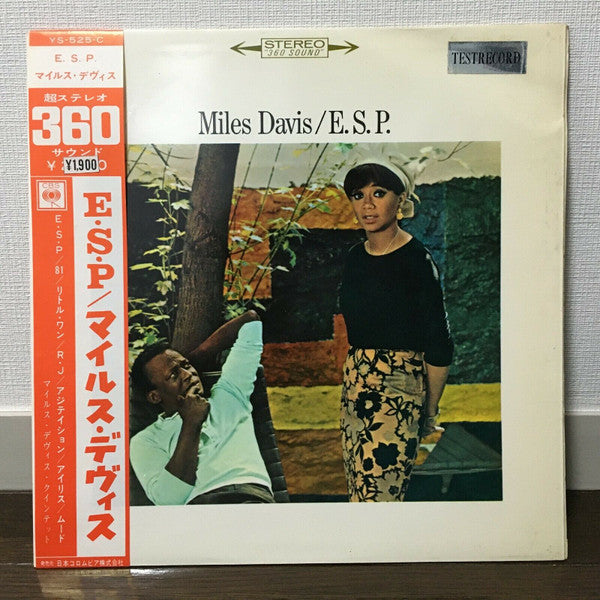 YS-525-C
E. S. P.
マイルス・デヴィス
超ステレオ
360
サウンド
¥1,900
CBS
E・S・P/マイルス・デヴィス
E・S・P/81/リトル・ワン/R・J/アジテイション/アイリス/ムード
マイルス・デヴィス・クインテット
発売元 日本コロムビア株式会社
STEREO
"360 SOUND"
TESTRECORD
Miles Davis/E.S.P.